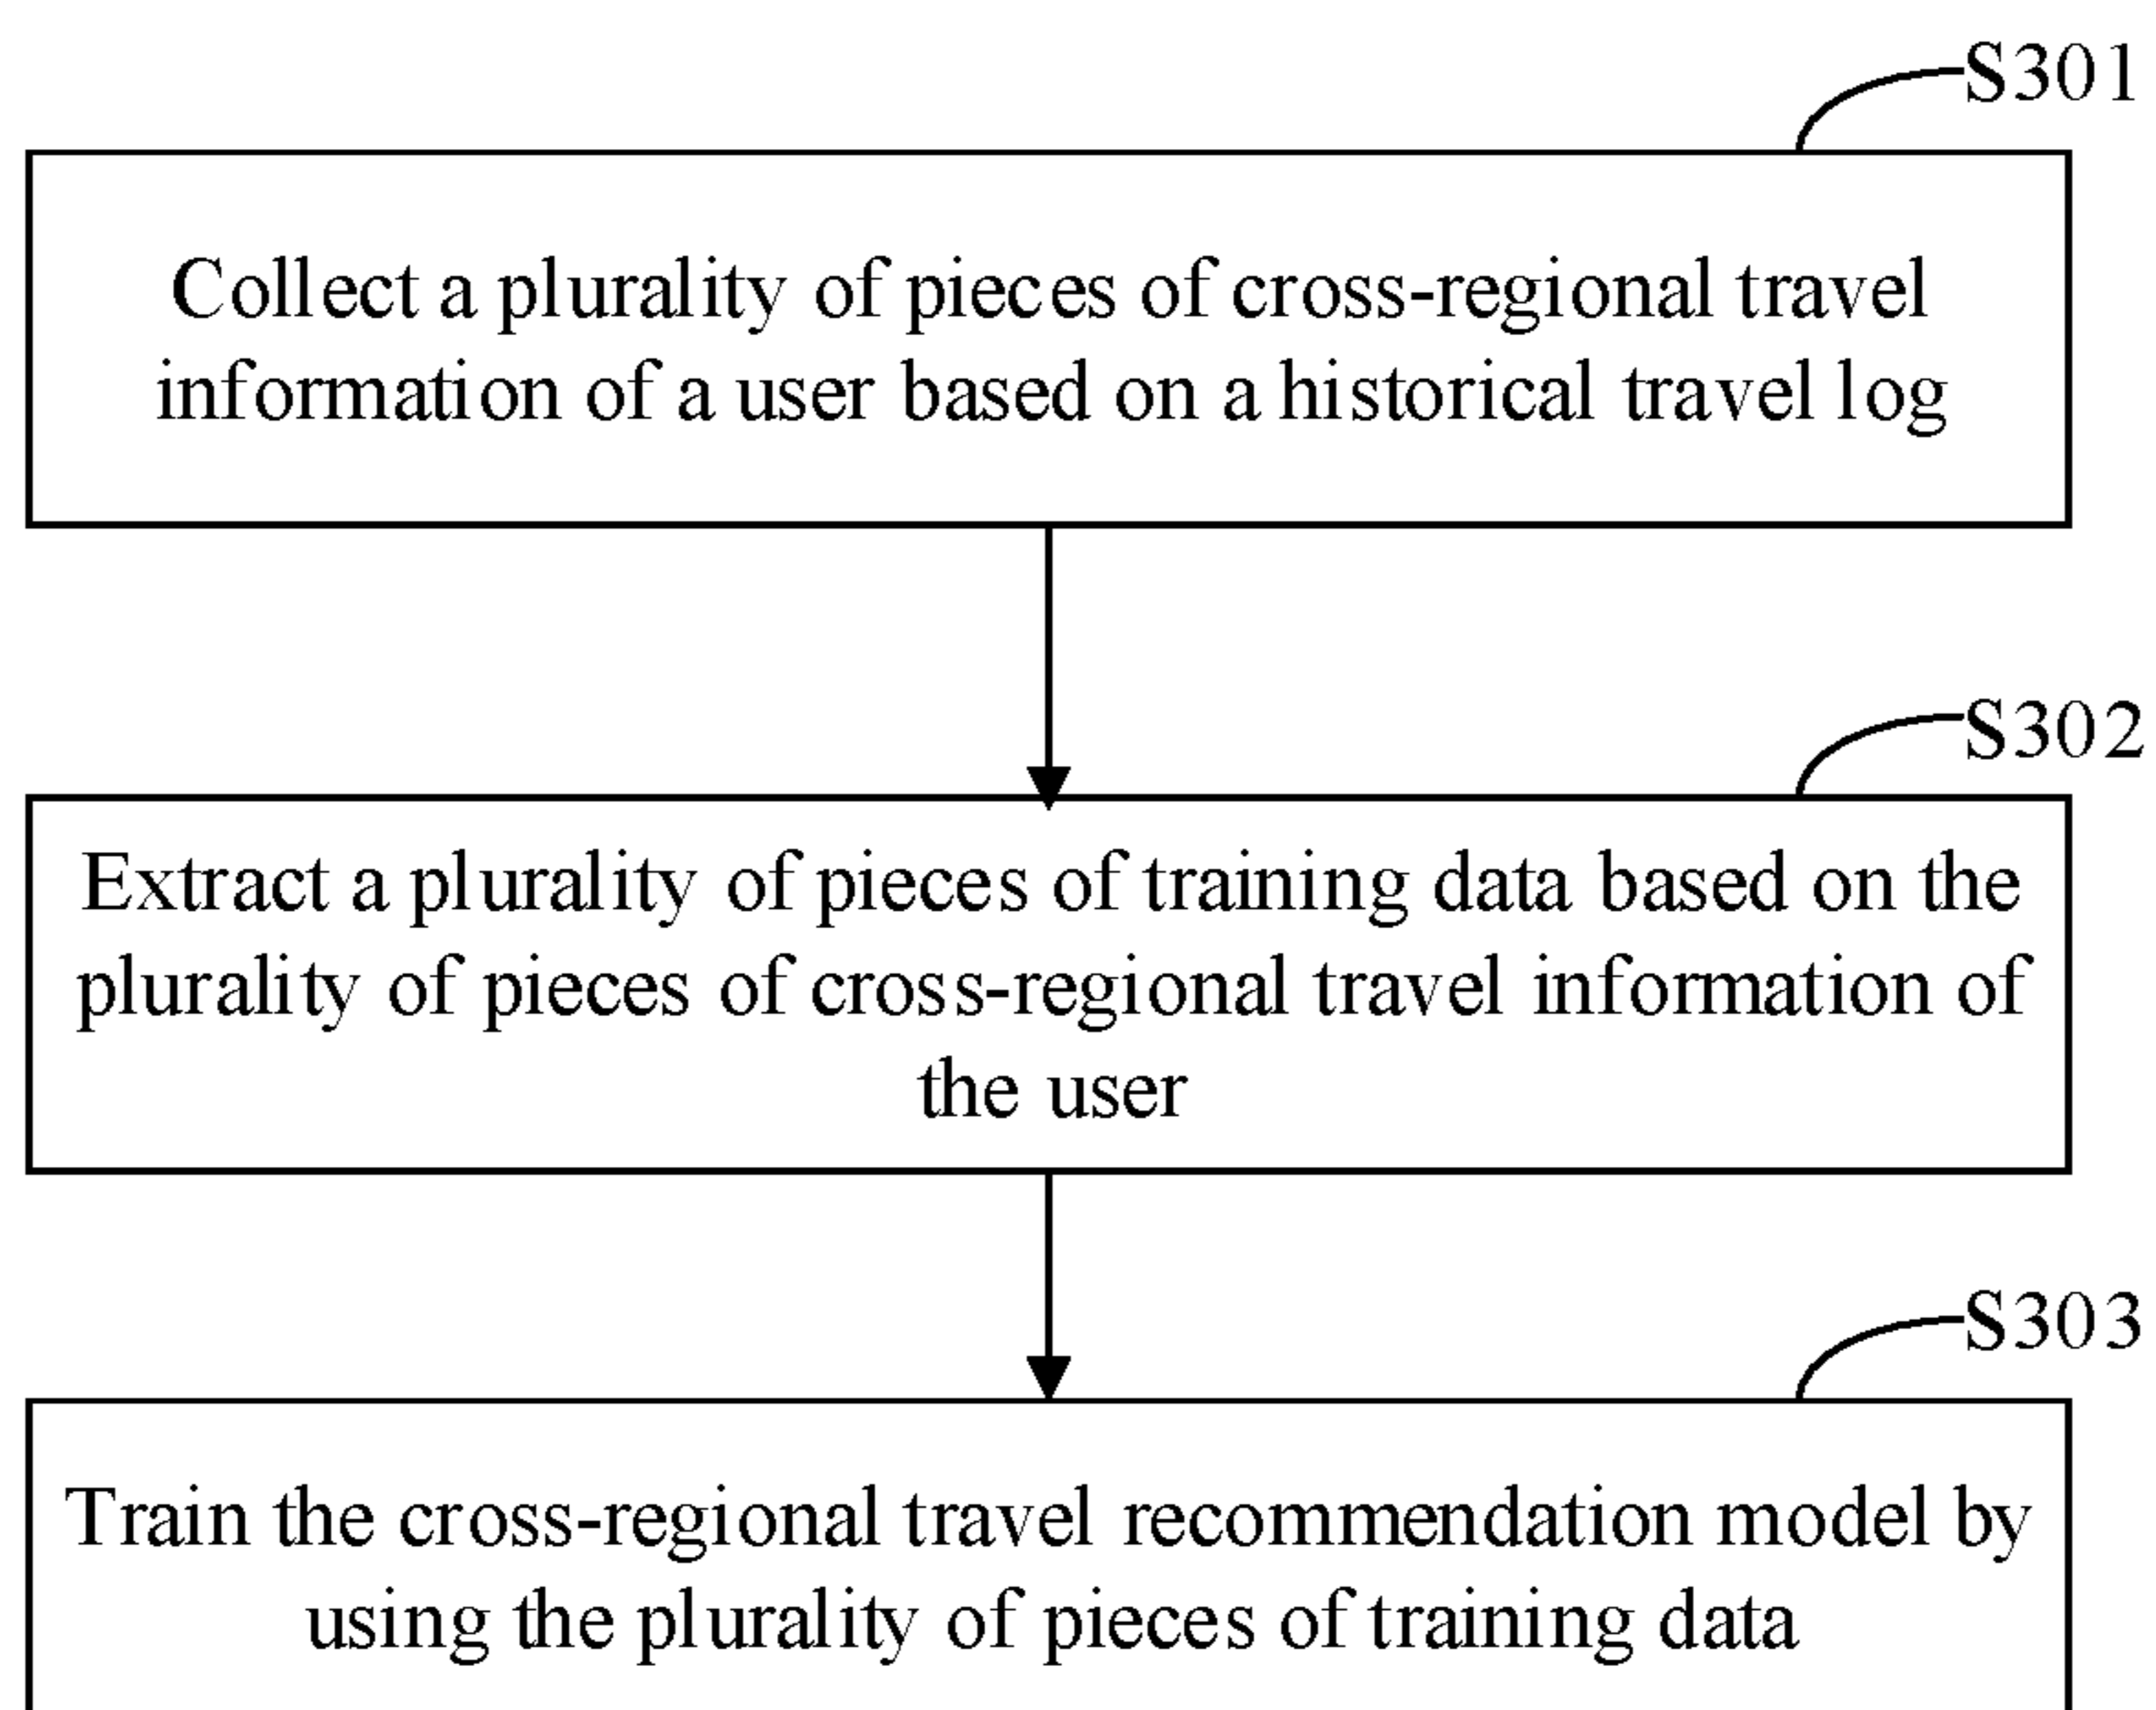 S301
Collect a plurality of pieces of cross-regional travel
information of a user based on a historical travel log
S302
Extract a plurality of pieces of training data based on the
plurality of pieces of cross-regional travel information of
the user
S303
Train the cross-regional travel recommendation model by
using the plurality of pieces of training data